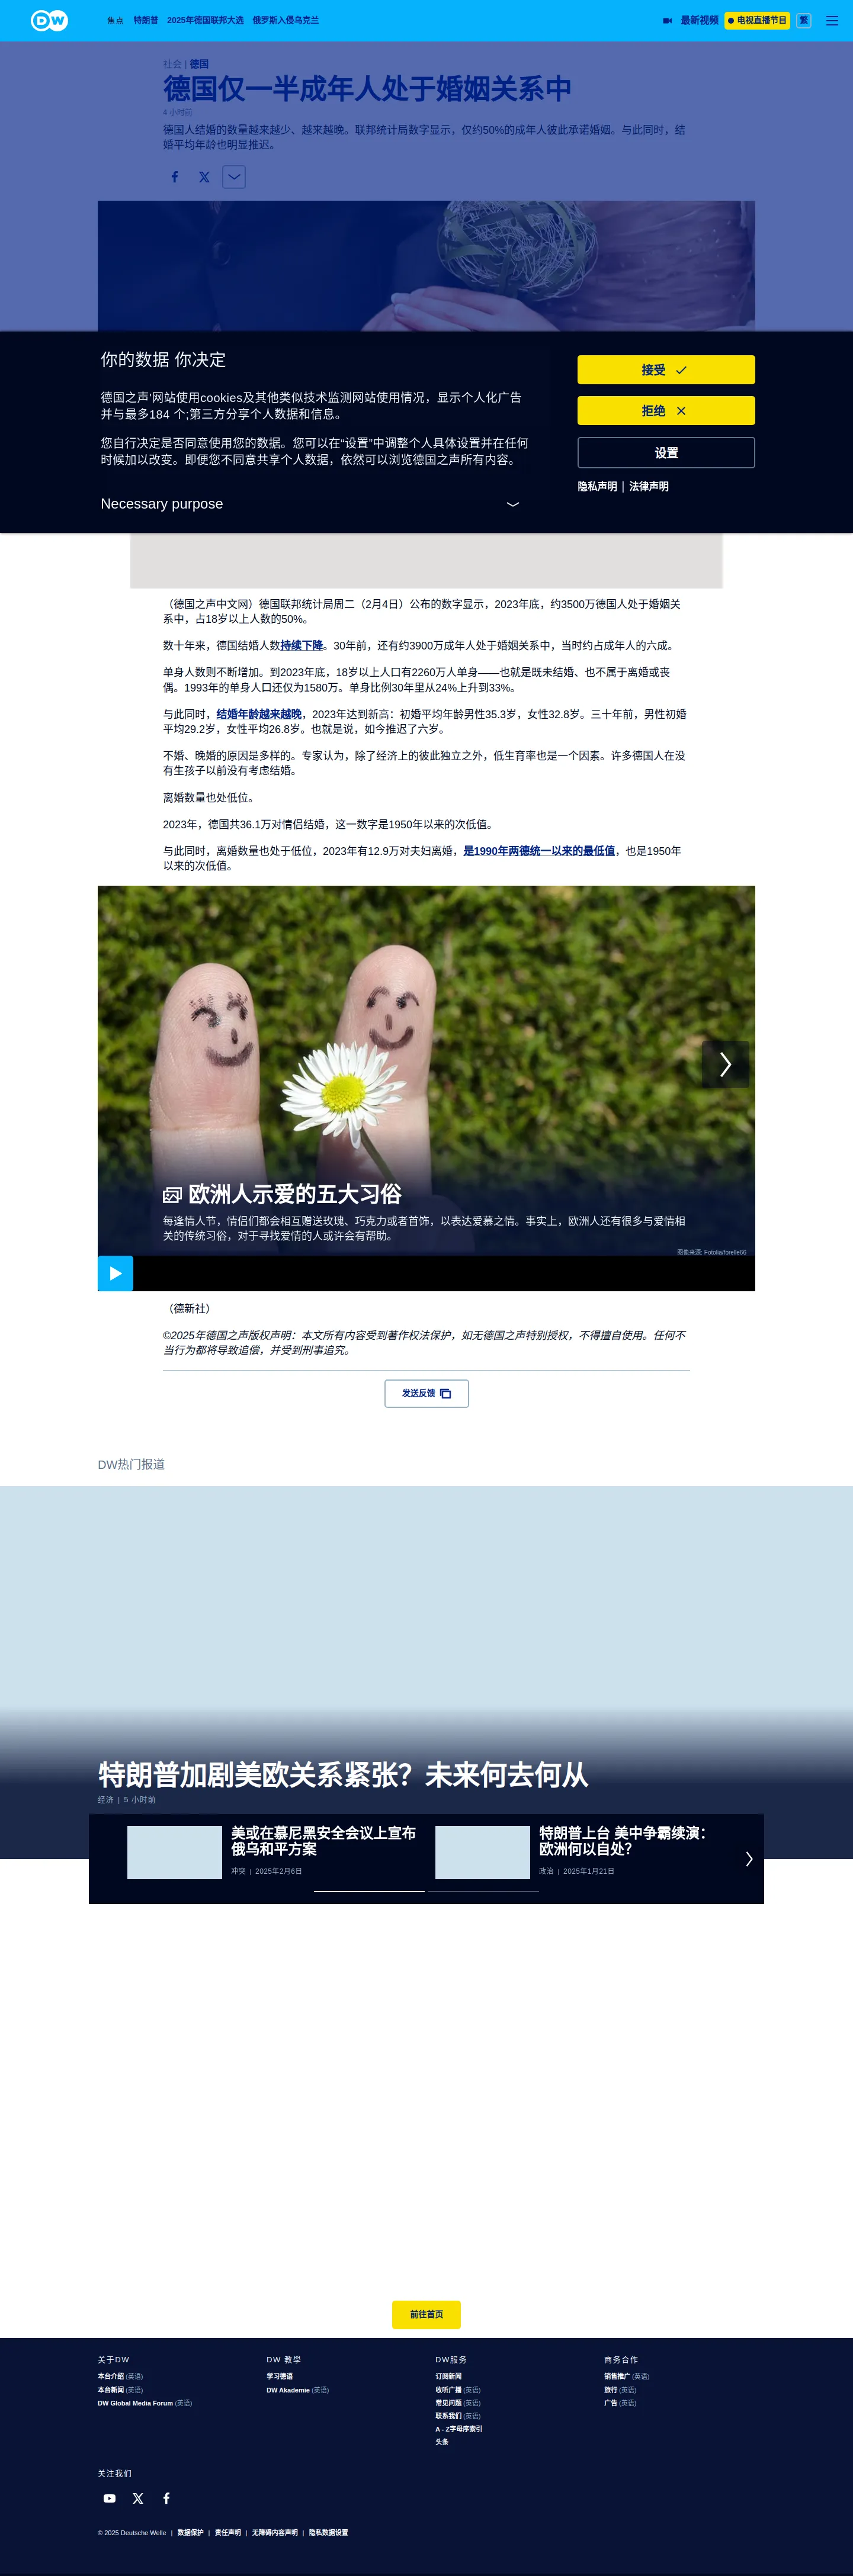 DW
焦点 特朗普 2025年德国联邦大选 俄罗斯入侵乌克兰
最新视频 电视直播节目 繁
社会 | 德国
德国仅一半成年人处于婚姻关系中
4 小时前
德国人结婚的数量越来越少、越来越晚。联邦统计局数字显示，仅约50%的成年人彼此承诺婚姻。与此同时，结
婚平均年龄也明显推迟。
你的数据 你决定
德国之声'网站使用cookies及其他类似技术监测网站使用情况，显示个人化广告
并与最多184 个;第三方分享个人数据和信息。
您自行决定是否同意使用您的数据。您可以在“设置”中调整个人具体设置并在任何
时候加以改变。即便您不同意共享个人数据，依然可以浏览德国之声所有内容。
Necessary purpose
接受
拒绝
设置
隐私声明 | 法律声明
（德国之声中文网）德国联邦统计局周二（2月4日）公布的数字显示，2023年底，约3500万德国人处于婚姻关
系中，占18岁以上人数的50%。
数十年来，德国结婚人数持续下降。30年前，还有约3900万成年人处于婚姻关系中，当时约占成年人的六成。
单身人数则不断增加。到2023年底，18岁以上人口有2260万人单身——也就是既未结婚、也不属于离婚或丧
偶。1993年的单身人口还仅为1580万。单身比例30年里从24%上升到33%。
与此同时，结婚年龄越来越晚，2023年达到新高：初婚平均年龄男性35.3岁，女性32.8岁。三十年前，男性初婚
平均29.2岁，女性平均26.8岁。也就是说，如今推迟了六岁。
不婚、晚婚的原因是多样的。专家认为，除了经济上的彼此独立之外，低生育率也是一个因素。许多德国人在没
有生孩子以前没有考虑结婚。
离婚数量也处低位。
2023年，德国共36.1万对情侣结婚，这一数字是1950年以来的次低值。
与此同时，离婚数量也处于低位，2023年有12.9万对夫妇离婚，是1990年两德统一以来的最低值，也是1950年
以来的次低值。
欧洲人示爱的五大习俗
每逢情人节，情侣们都会相互赠送玫瑰、巧克力或者首饰，以表达爱慕之情。事实上，欧洲人还有很多与爱情相
关的传统习俗，对于寻找爱情的人或许会有帮助。
图像来源: Fotolia/forelle66
（德新社）
©2025年德国之声版权声明：本文所有内容受到著作权法保护，如无德国之声特别授权，不得擅自使用。任何不
当行为都将导致追偿，并受到刑事追究。
发送反馈
DW热门报道
特朗普加剧美欧关系紧张？未来何去何从
经济 | 5 小时前
美或在慕尼黑安全会议上宣布
俄乌和平方案
冲突 | 2025年2月6日
特朗普上台 美中争霸续演：
欧洲何以自处？
政治 | 2025年1月21日
前往首页
关于DW
本台介绍 (英语)
本台新闻 (英语)
DW Global Media Forum (英语)
DW 教學
学习德语
DW Akademie (英语)
DW服务
订阅新闻
收听广播 (英语)
常见问题 (英语)
联系我们 (英语)
A - Z字母序索引
头条
商务合作
销售推广 (英语)
旅行 (英语)
广告 (英语)
关注我们
© 2025 Deutsche Welle | 数据保护 | 责任声明 | 无障碍内容声明 | 隐私数据设置